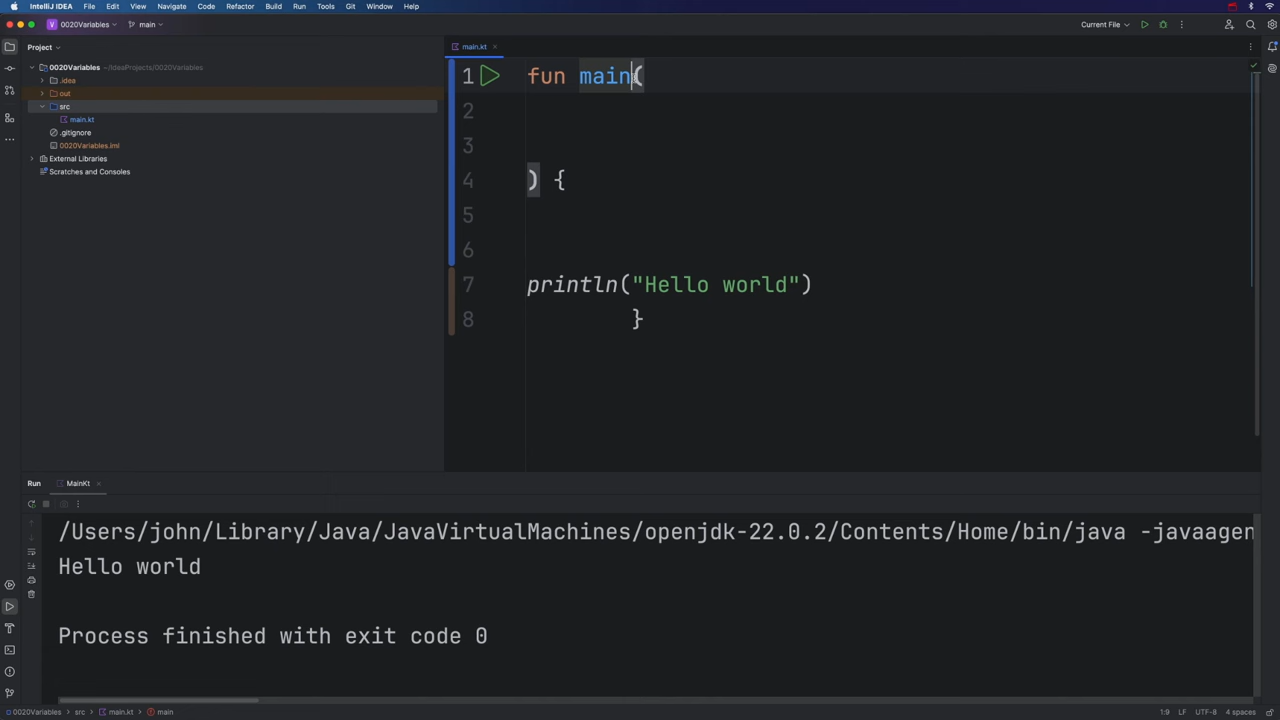 IntelliJ IDEA File Edit View Navigate Code Refactor Build Run Tools Git Window Help
0020Variables main Current File
Project
main.kt
0020Variables ~/IdeaProjects/0020Variables
.idea
out
src
main.kt
.gitignore
0020Variables.iml
External Libraries
Scratches and Consoles
1 fun main(
2
3
4 ) {
5
6
7 println("Hello world")
8 }
Run MainKt
/Users/john/Library/Java/JavaVirtualMachines/openjdk-22.0.2/Contents/Home/bin/java -javaagen
Hello world
Process finished with exit code 0
0020Variables > src > main.kt > main 1:9 LF UTF-8 4 spaces